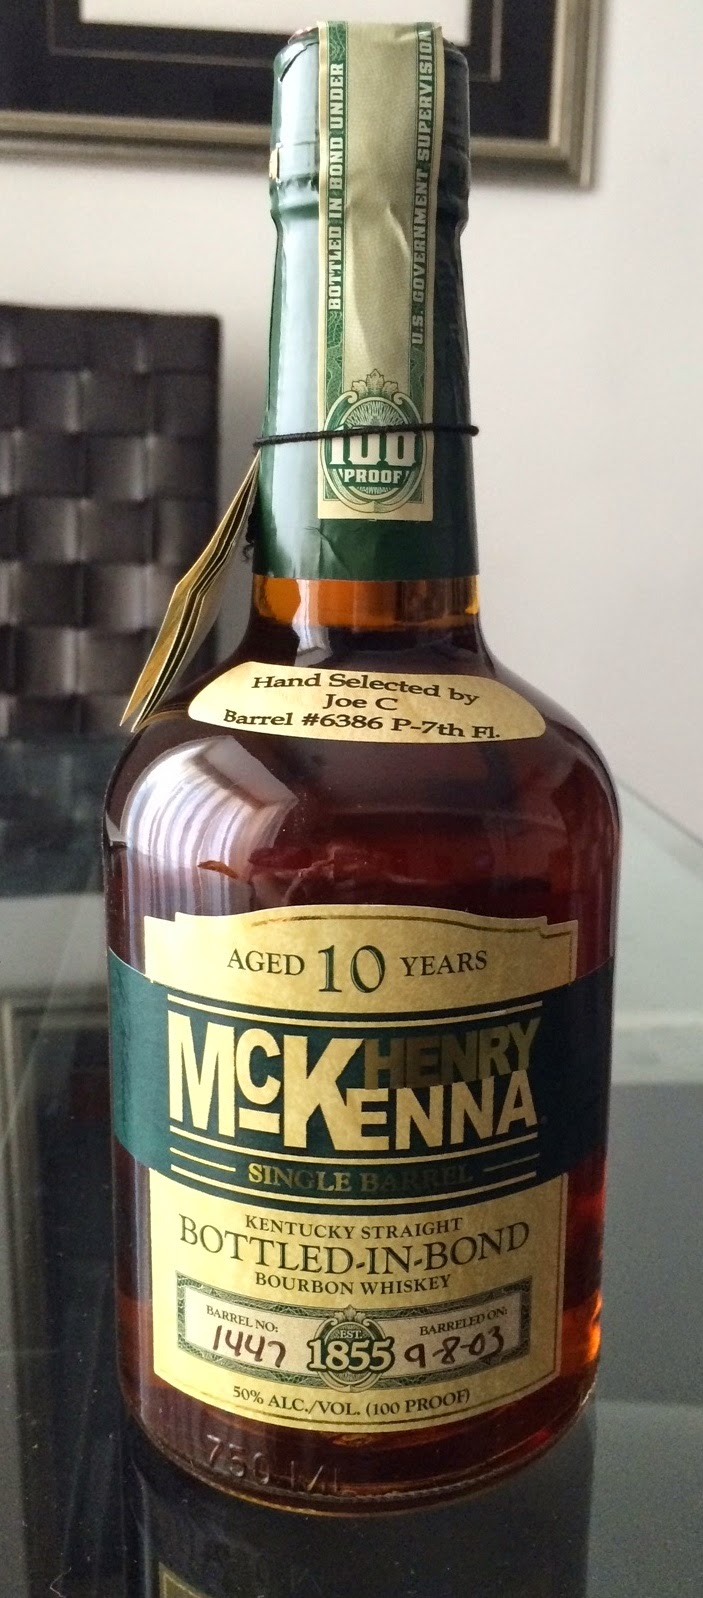 BOTTLED IN BOND UNDER
U.S. GOVERNMENT SUPERVISION
100
PROOF
Hand Selected by
Joe C
Barrel #6386 P-7th Fl.
AGED 10 YEARS
HENRY
McKENNA
SINGLE BARREL
KENTUCKY STRAIGHT
BOTTLED-IN-BOND
BOURBON WHISKEY
BARREL NO:
1447
EST.
1855
BARRELED ON:
9-8-03
50% ALC./VOL. (100 PROOF)
750 ML